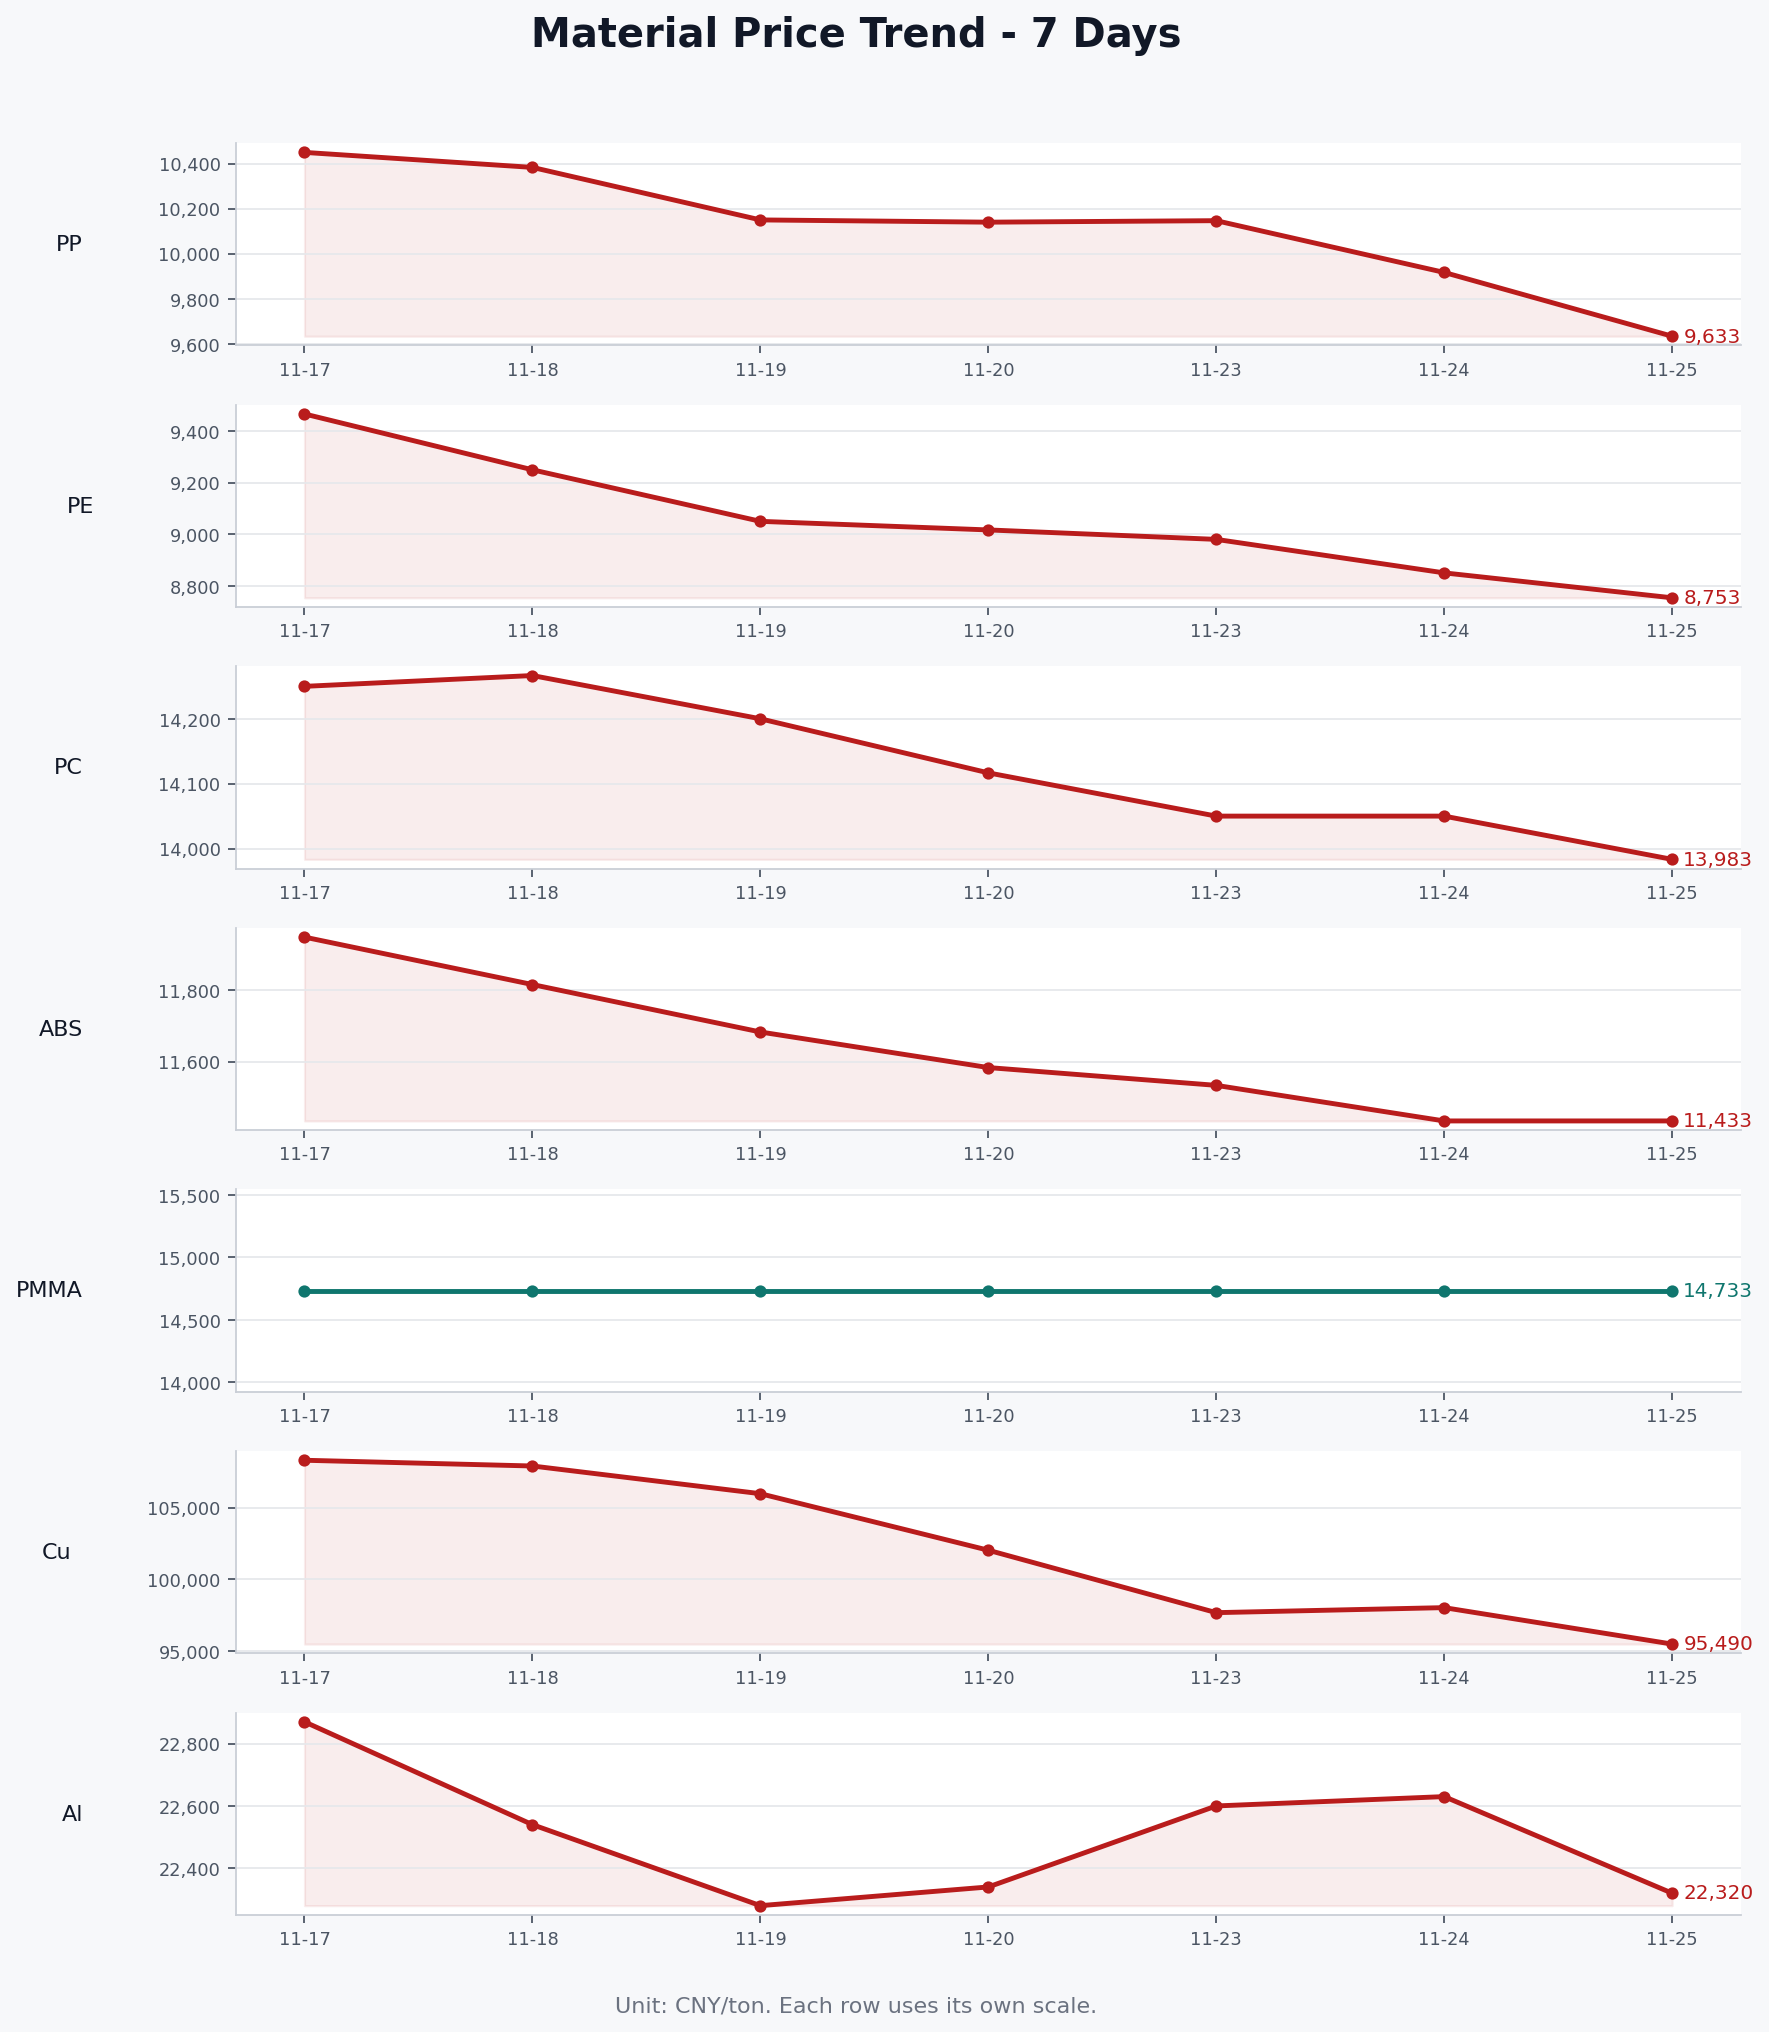 Material Price Trend - 7 Days
PP
10,400
10,200
10,000
9,800
9,600
9,633
11-17 11-18 11-19 11-20 11-23 11-24 11-25
PE
9,400
9,200
9,000
8,800
8,753
11-17 11-18 11-19 11-20 11-23 11-24 11-25
PC
14,200
14,100
14,000
13,983
11-17 11-18 11-19 11-20 11-23 11-24 11-25
ABS
11,800
11,600
11,433
11-17 11-18 11-19 11-20 11-23 11-24 11-25
PMMA
15,500
15,000
14,500
14,000
14,733
11-17 11-18 11-19 11-20 11-23 11-24 11-25
Cu
105,000
100,000
95,000
95,490
11-17 11-18 11-19 11-20 11-23 11-24 11-25
Al
22,800
22,600
22,400
22,320
11-17 11-18 11-19 11-20 11-23 11-24 11-25
Unit: CNY/ton. Each row uses its own scale.